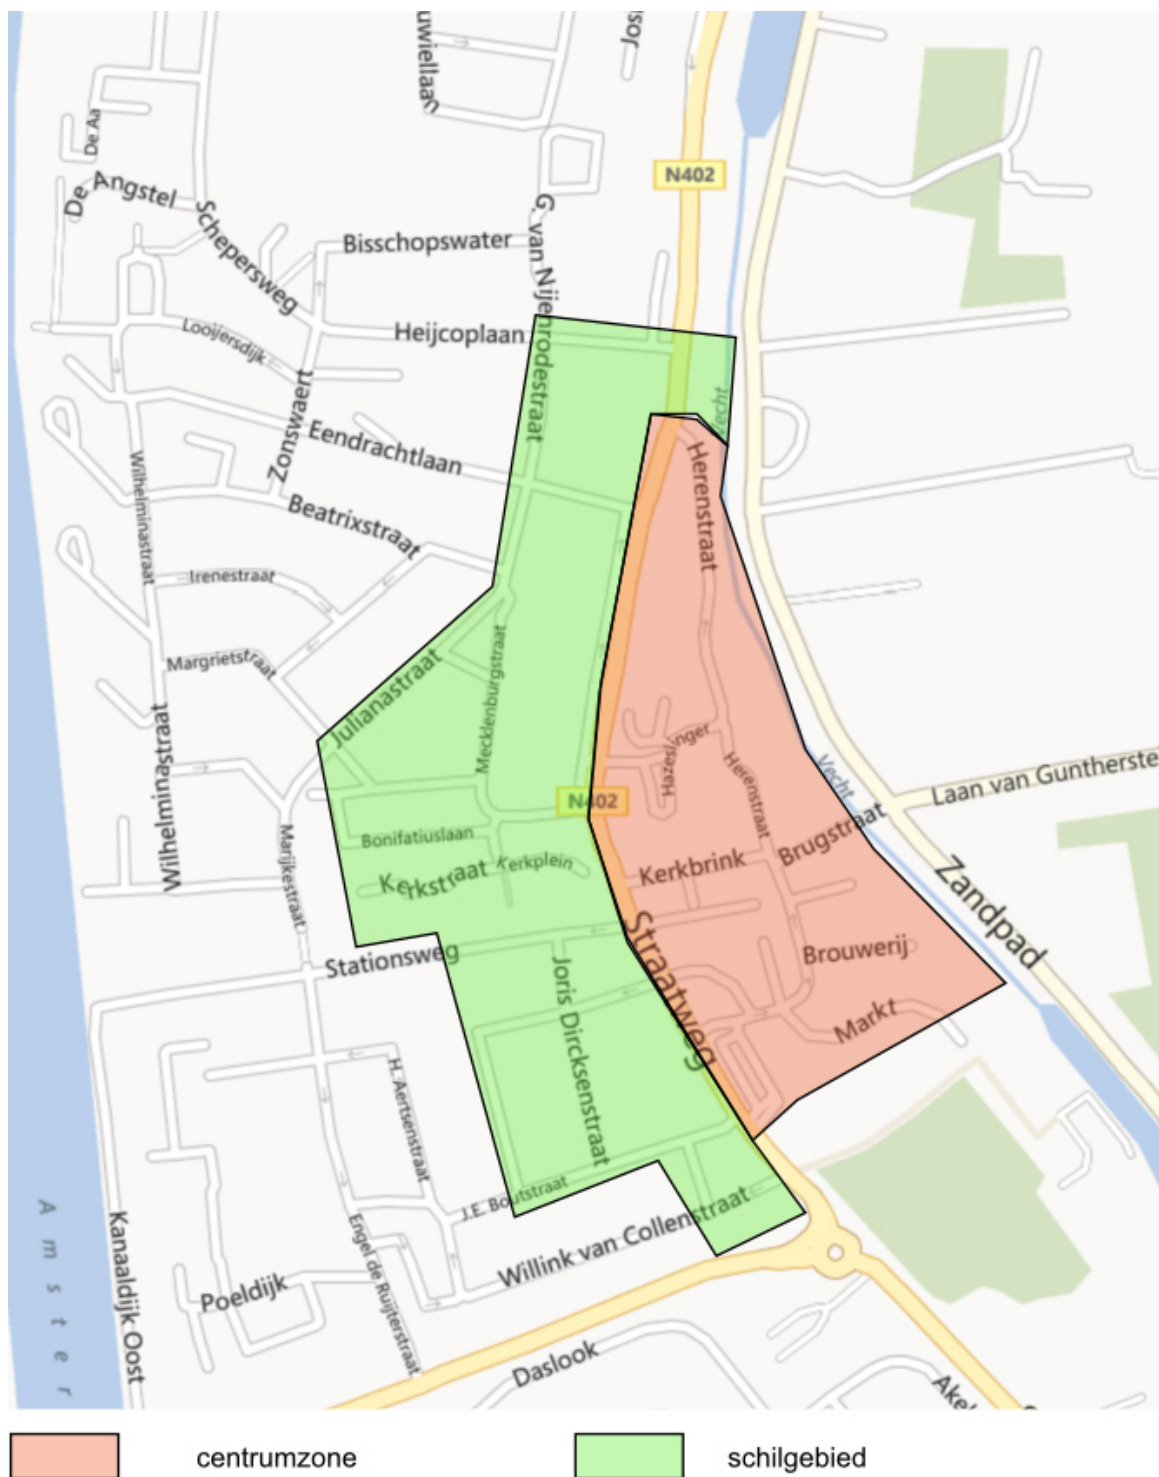 uwiellaan
Jos
De Aa
N402
De Angstel
Schepersweg
G. van Nijenrodestraat
Bisschopswater
Heijcoplaan
Looijersdijk
Zonswaert
Vecht
Eendrachtlaan
Herenstraat
Wilhelminastraat
Beatrixstraat
Irenestraat
Mecklenburgstraat
Margrietstraat
Julianastraat
Wilhelminastraat
Hazeslinger
Herenstraat
Vecht
Laan van Gunterste
N402
Brugstraat
Bonifatiuslaan
Marijkestraat
Kerkstraat
Kerkplein
Kerkbrink
Zandpad
Straatweg
Stationsweg
Brouwerij
Joris Dircksenstraat
Markt
H. Aertsenstraat
J.E. Boutstraat
Willink van Collenstraat
Amster
Kanaaldijk Oost
Engel de Ruijterstraat
Poeldijk
Daslook
Akel
centrumzone
schilgebied